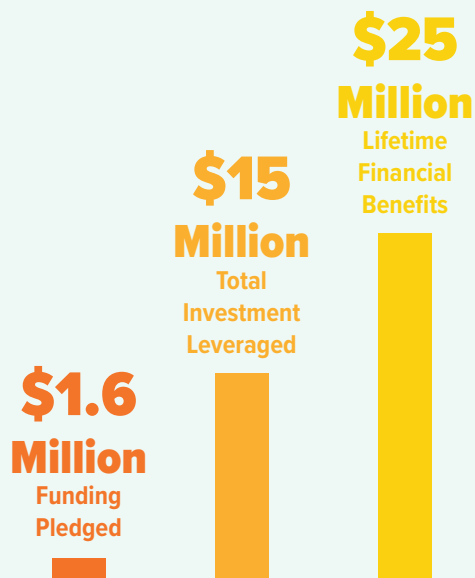 $1.6
Million
Funding
Pledged
$15
Million
Total
Investment
Leveraged
$25
Million
Lifetime
Financial
Benefits